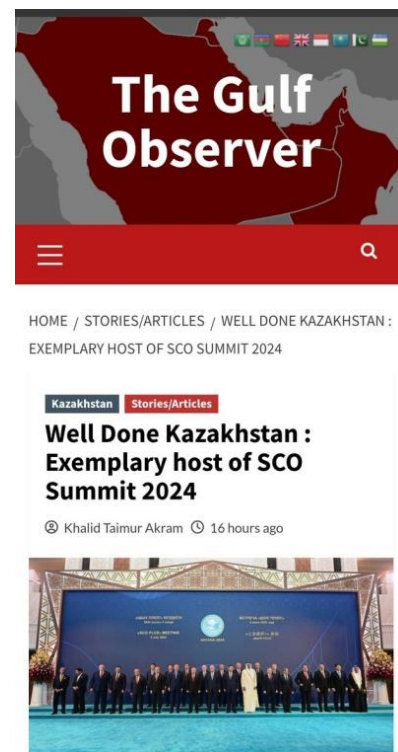 The Gulf
Observer
HOME / STORIES/ARTICLES / WELL DONE KAZAKHSTAN :
EXEMPLARY HOST OF SCO SUMMIT 2024
Kazakhstan Stories/Articles
Well Done Kazakhstan :
Exemplary host of SCO
Summit 2024
Khalid Taimur Akram 16 hours ago